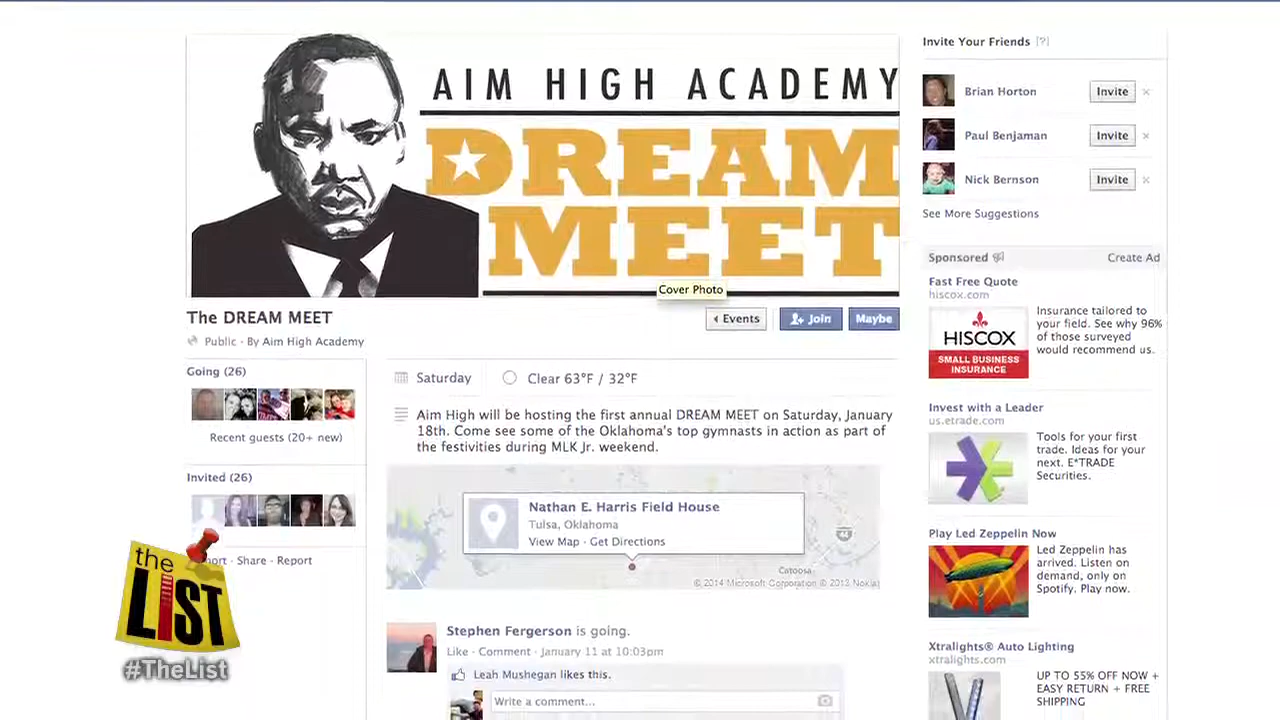 AIM HIGH ACADEMY
DREAM
MEET
Cover Photo
The DREAM MEET
Events
Join
Maybe
Public · By Aim High Academy
Going (26)
Recent guests (20+ new)
Invited (26)
· Share · Report
Saturday
Clear 63°F / 32°F
Aim High will be hosting the first annual DREAM MEET on Saturday, January
18th. Come see some of the Oklahoma's top gymnasts in action as part of
the festivities during MLK Jr. weekend.
Nathan E. Harris Field House
Tulsa, Oklahoma
View Map · Get Directions
44
Catoosa
© 2014 Microsoft Corporation © 2013 Nokia
Stephen Fergerson is going.
Like · Comment · January 11 at 10:03pm
Leah Mushegan likes this.
Write a comment...
Invite Your Friends [?]
Brian Horton Invite ×
Paul Benjaman Invite ×
Nick Bernson Invite ×
See More Suggestions
Sponsored Create Ad
Fast Free Quote
hiscox.com
HISCOX
SMALL BUSINESS
INSURANCE
Insurance tailored to
your field. See why 96%
of those surveyed
would recommend us.
Invest with a Leader
us.etrade.com
Tools for your first
trade. Ideas for your
next. E*TRADE
Securities.
Play Led Zeppelin Now
Led Zeppelin has
arrived. Listen on
demand, only on
Spotify. Play now.
Xtralights® Auto Lighting
xtralights.com
UP TO 55% OFF NOW +
EASY RETURN + FREE
SHIPPING
the
LIST
#TheList